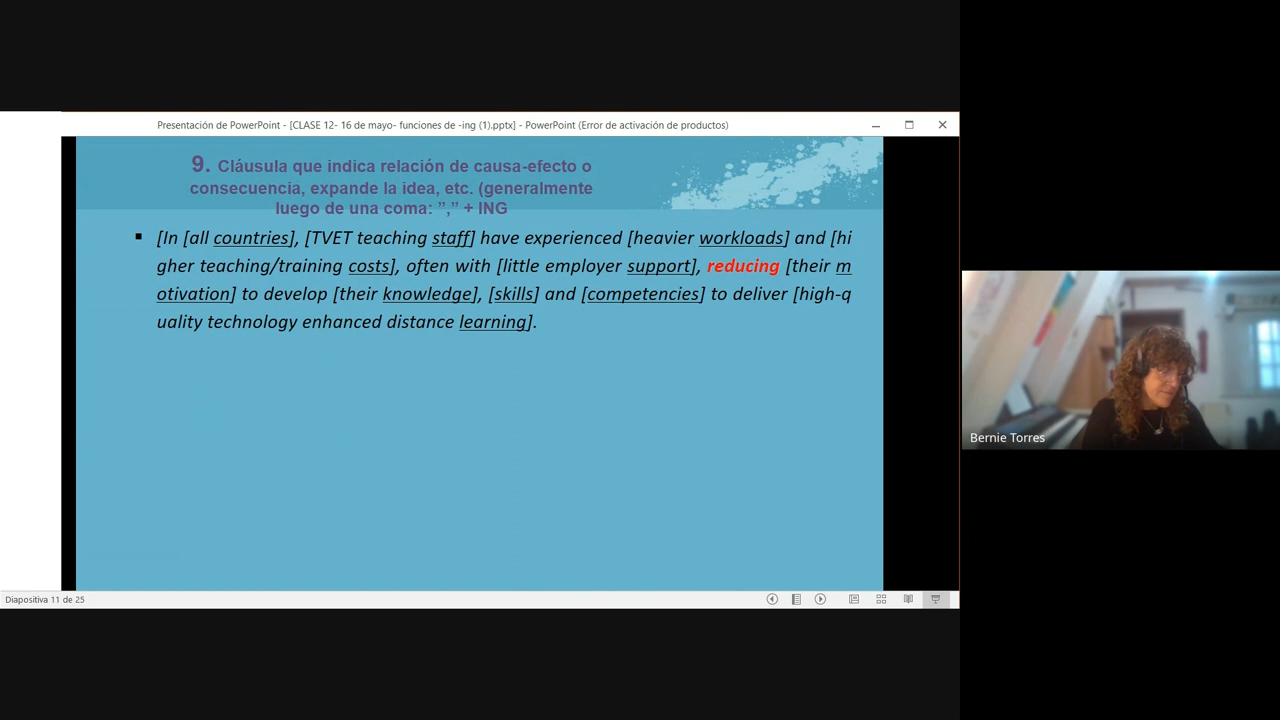 Presentación de PowerPoint - [CLASE 12- 16 de mayo- funciones de -ing (1).pptx] - PowerPoint (Error de activación de productos)
9. Cláusula que indica relación de causa-efecto o
consecuencia, expande la idea, etc. (generalmente
luego de una coma: ”,” + ING
▪ [In [all countries], [TVET teaching staff] have experienced [heavier workloads] and [hi
gher teaching/training costs], often with [little employer support], reducing [their m
otivation] to develop [their knowledge], [skills] and [competencies] to deliver [high-q
uality technology enhanced distance learning].
Bernie Torres
Diapositiva 11 de 25